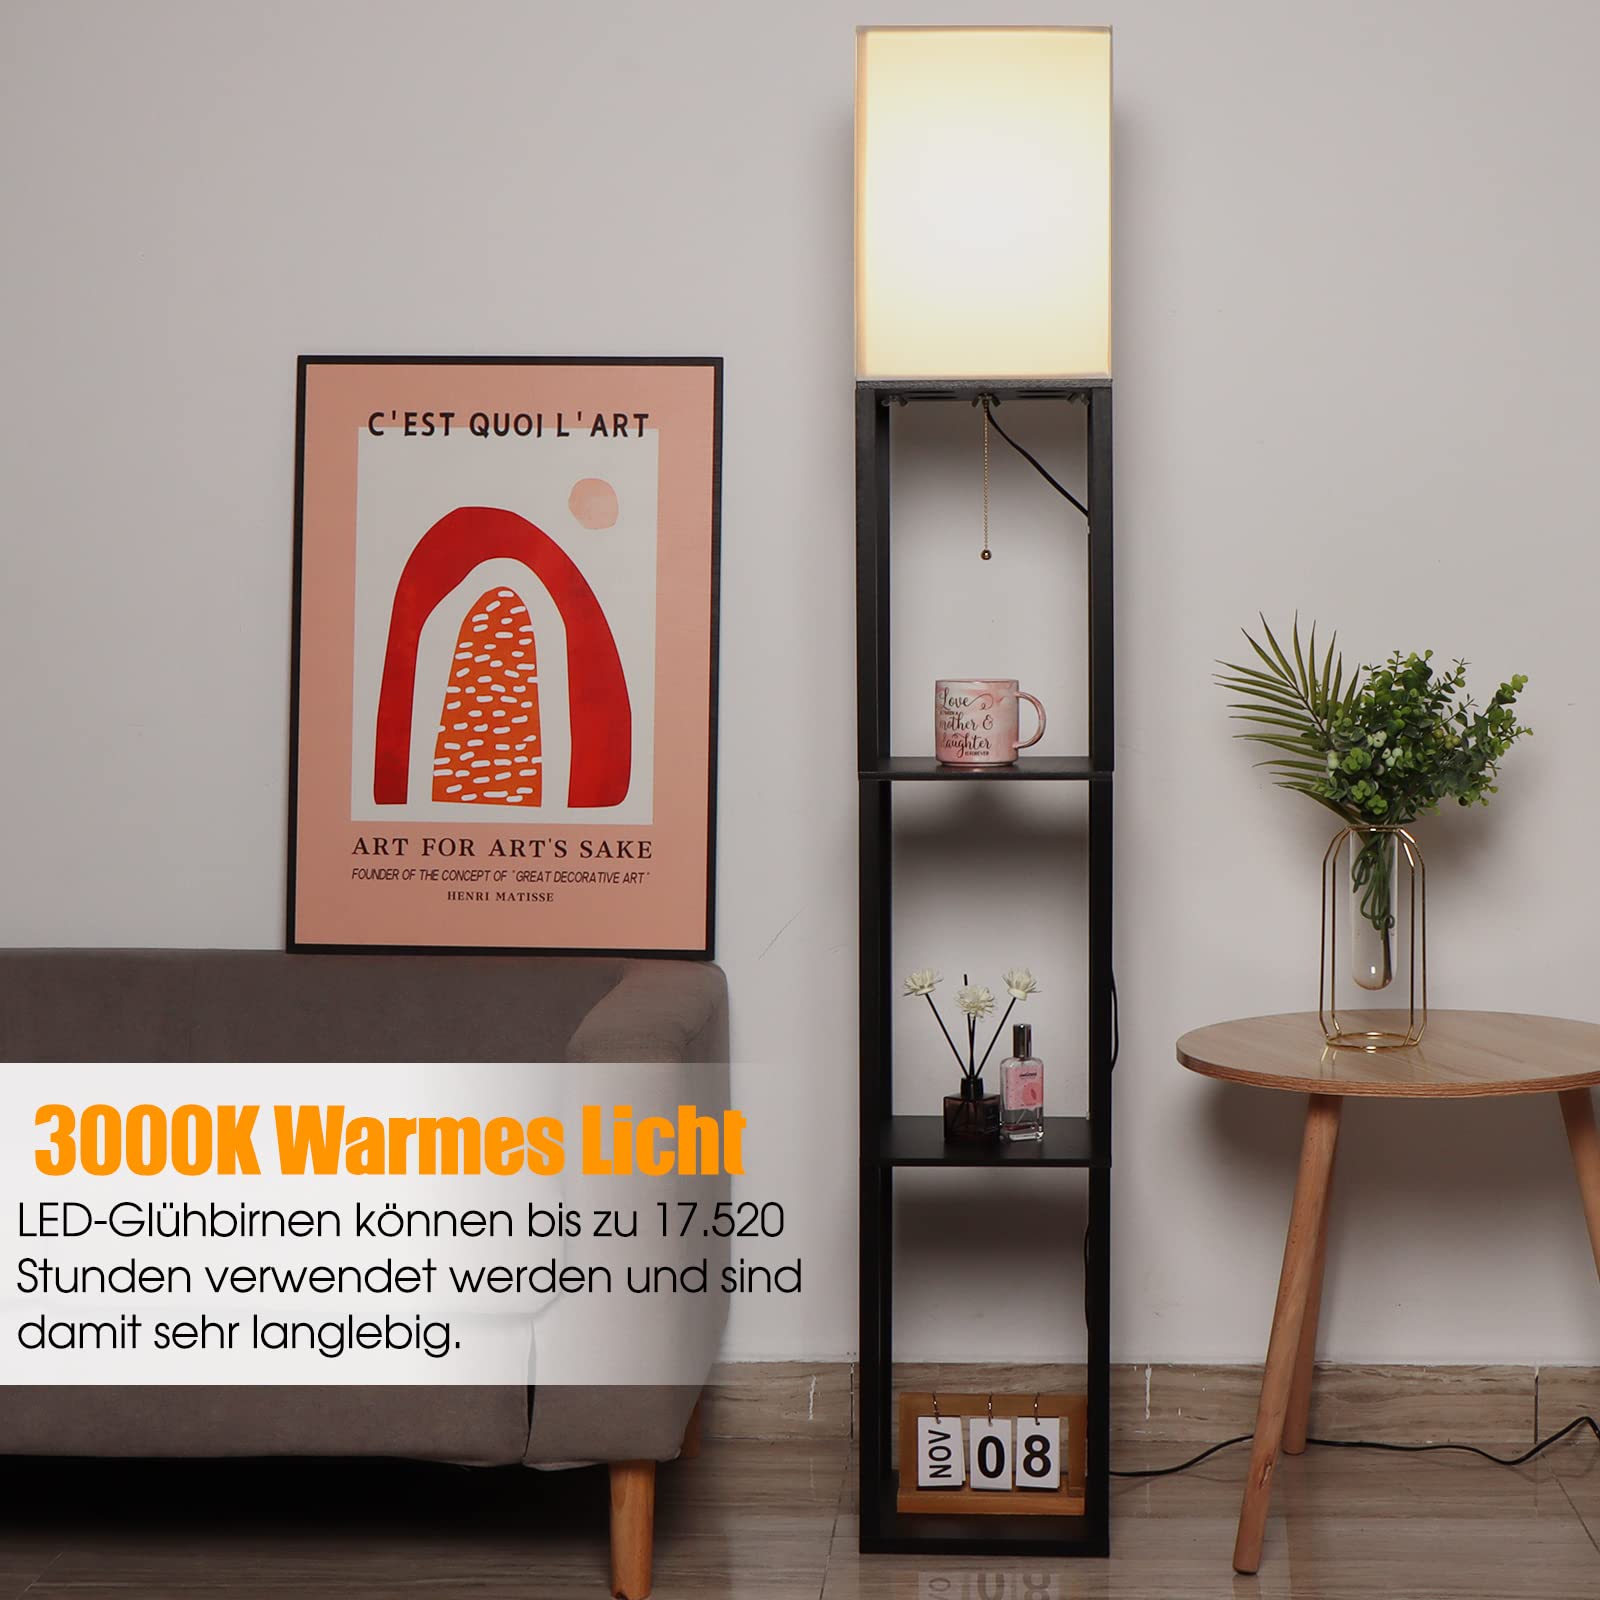 C'EST QUOI L'ART
ART FOR ART'S SAKE
FOUNDER OF THE CONCEPT OF "GREAT DECORATIVE ART"
HENRI MATISSE
Love
mother &
daughter
IS FOREVER
3000K Warmes Licht
LED-Glühbirnen können bis zu 17.520
Stunden verwendet werden und sind
damit sehr langlebig.
NOV 08